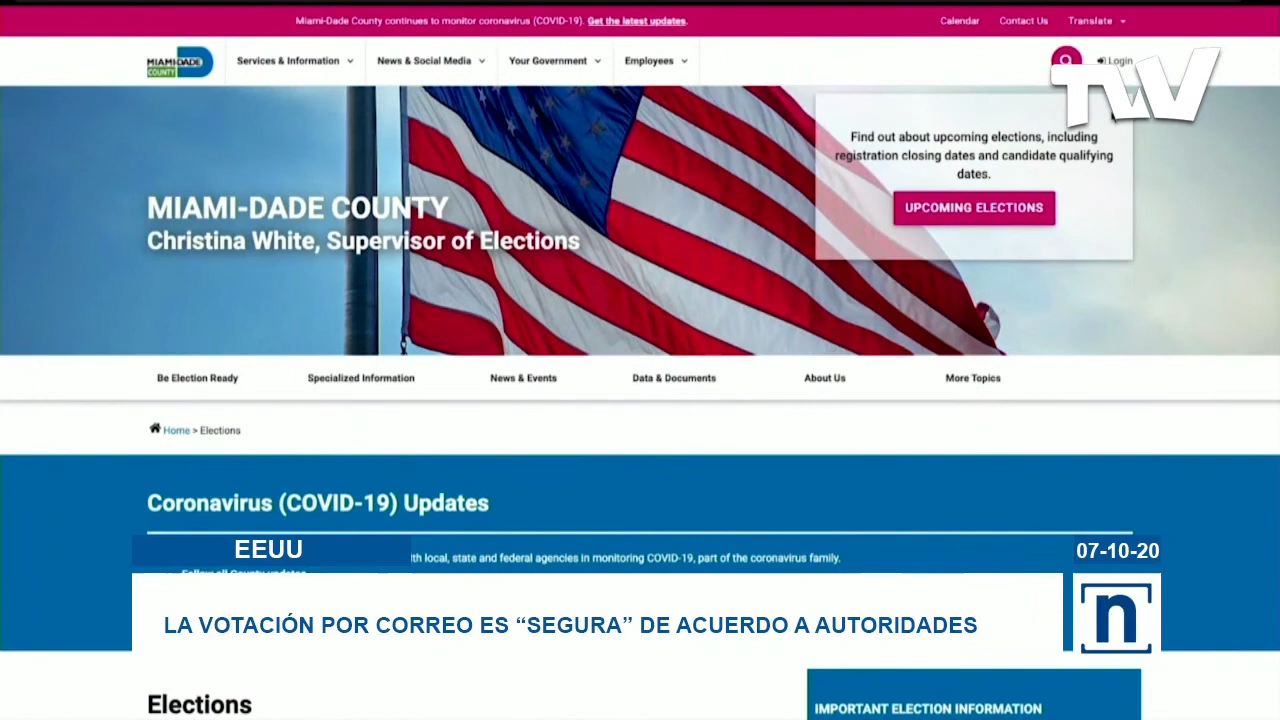 Miami-Dade County continues to monitor coronavirus (COVID-19). Get the latest updates.
Calendar
Contact Us
Translate
MIAMI-DADE
COUNTY
Services & Information
News & Social Media
Your Government
Employees
Login
TVV
Find out about upcoming elections, including
registration closing dates and candidate qualifying
dates.
UPCOMING ELECTIONS
MIAMI-DADE COUNTY
Christina White, Supervisor of Elections
Be Election Ready
Specialized Information
News & Events
Data & Documents
About Us
More Topics
Home > Elections
Coronavirus (COVID-19) Updates
EEUU
local, state and federal agencies in monitoring COVID-19, part of the coronavirus family.
07-10-20
Follow all County updates
LA VOTACIÓN POR CORREO ES “SEGURA” DE ACUERDO A AUTORIDADES
n
Elections
IMPORTANT ELECTION INFORMATION